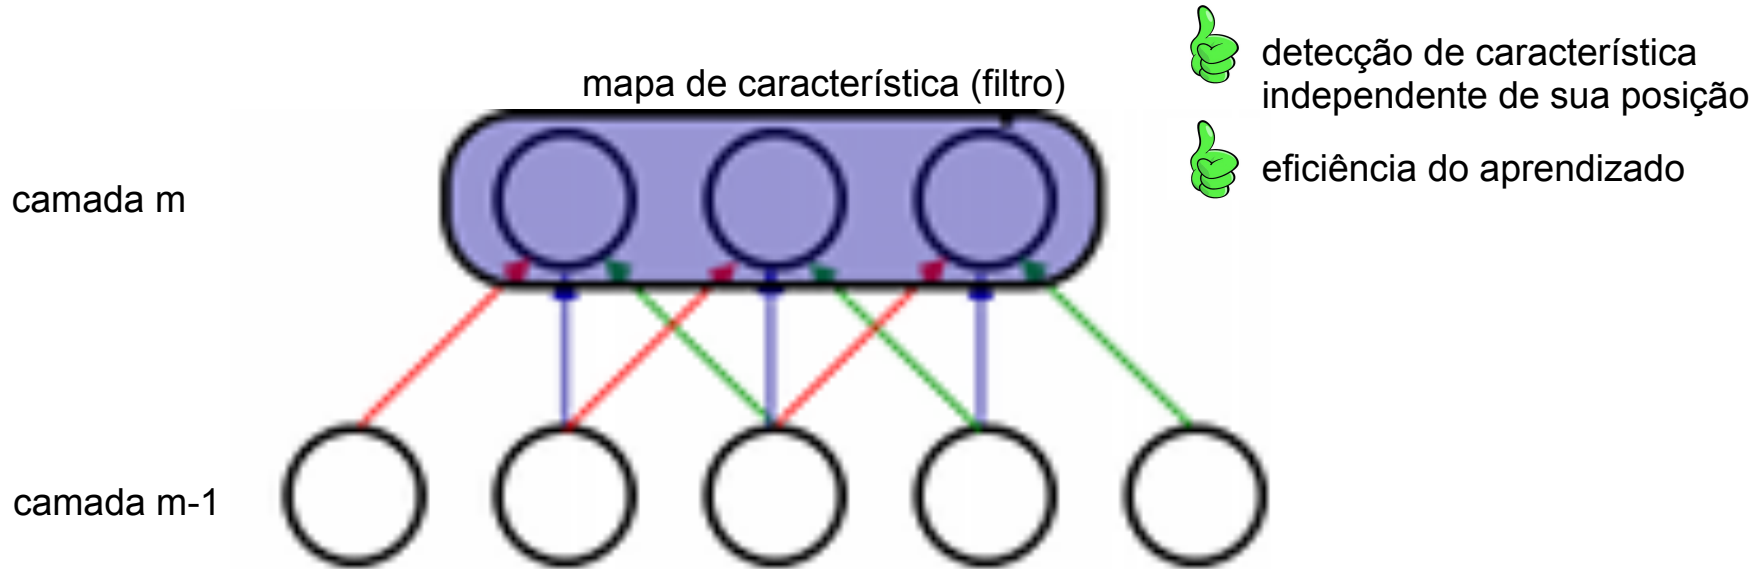 mapa de característica (filtro)
detecção de característica
independente de sua posição
eficiência do aprendizado
camada m
camada m-1